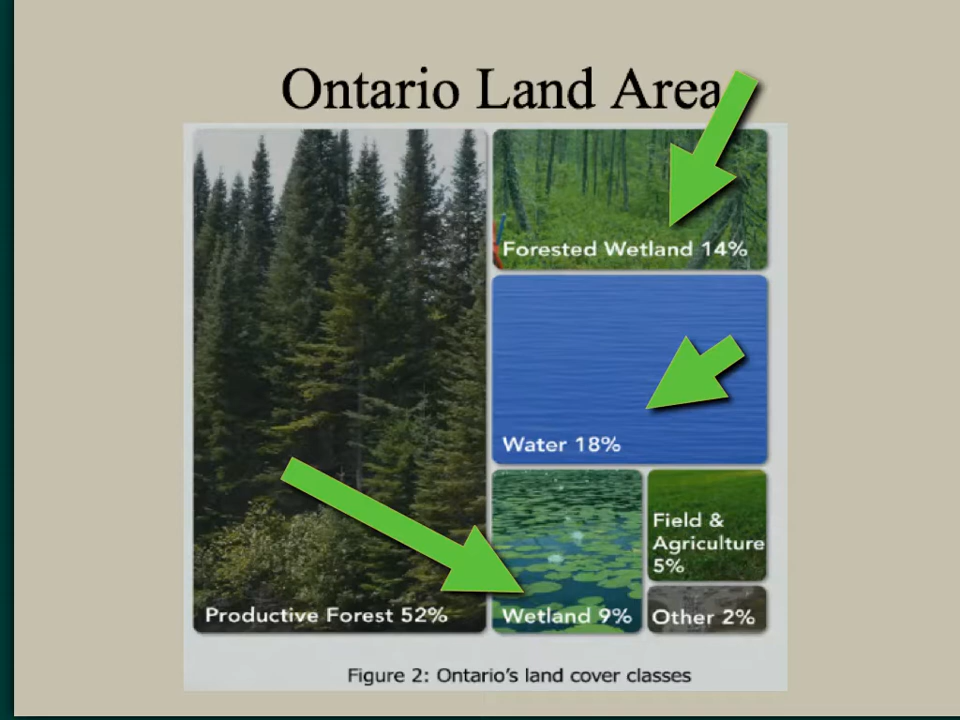 Ontario Land Area
Forested Wetland 14%
Water 18%
Field &
Agriculture
5%
Productive Forest 52%
Wetland 9%
Other 2%
Figure 2: Ontario's land cover classes